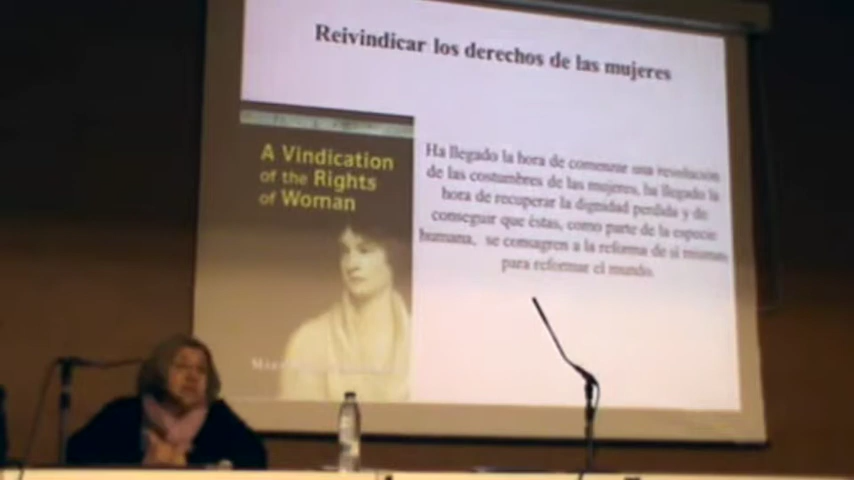 Reivindicar los derechos de las mujeres
A Vindication
of the Rights
of Woman
Ha llegado la hora de comenzar una revolución
de las costumbres de las mujeres, ha llegado la
hora de recuperar la dignidad perdida y de
conseguir que éstas, como parte de la especie
humana, se consagren a la reforma de sí mismas
para reformar el mundo.